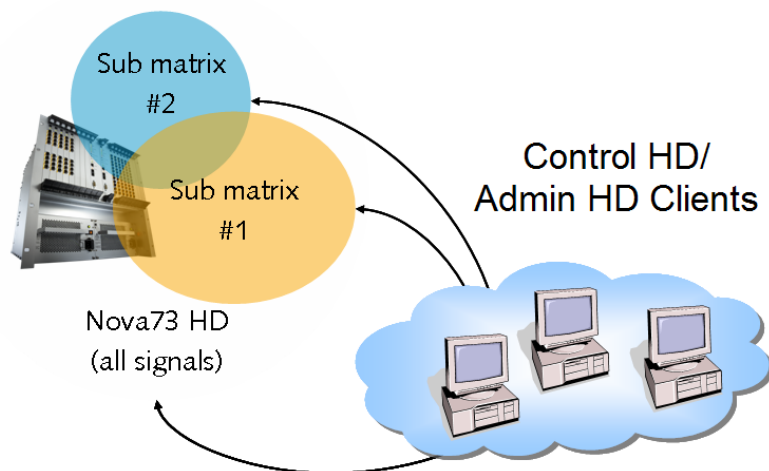 Sub matrix
#2
Sub matrix
#1
Control HD/
Admin HD Clients
Nova73 HD
(all signals)